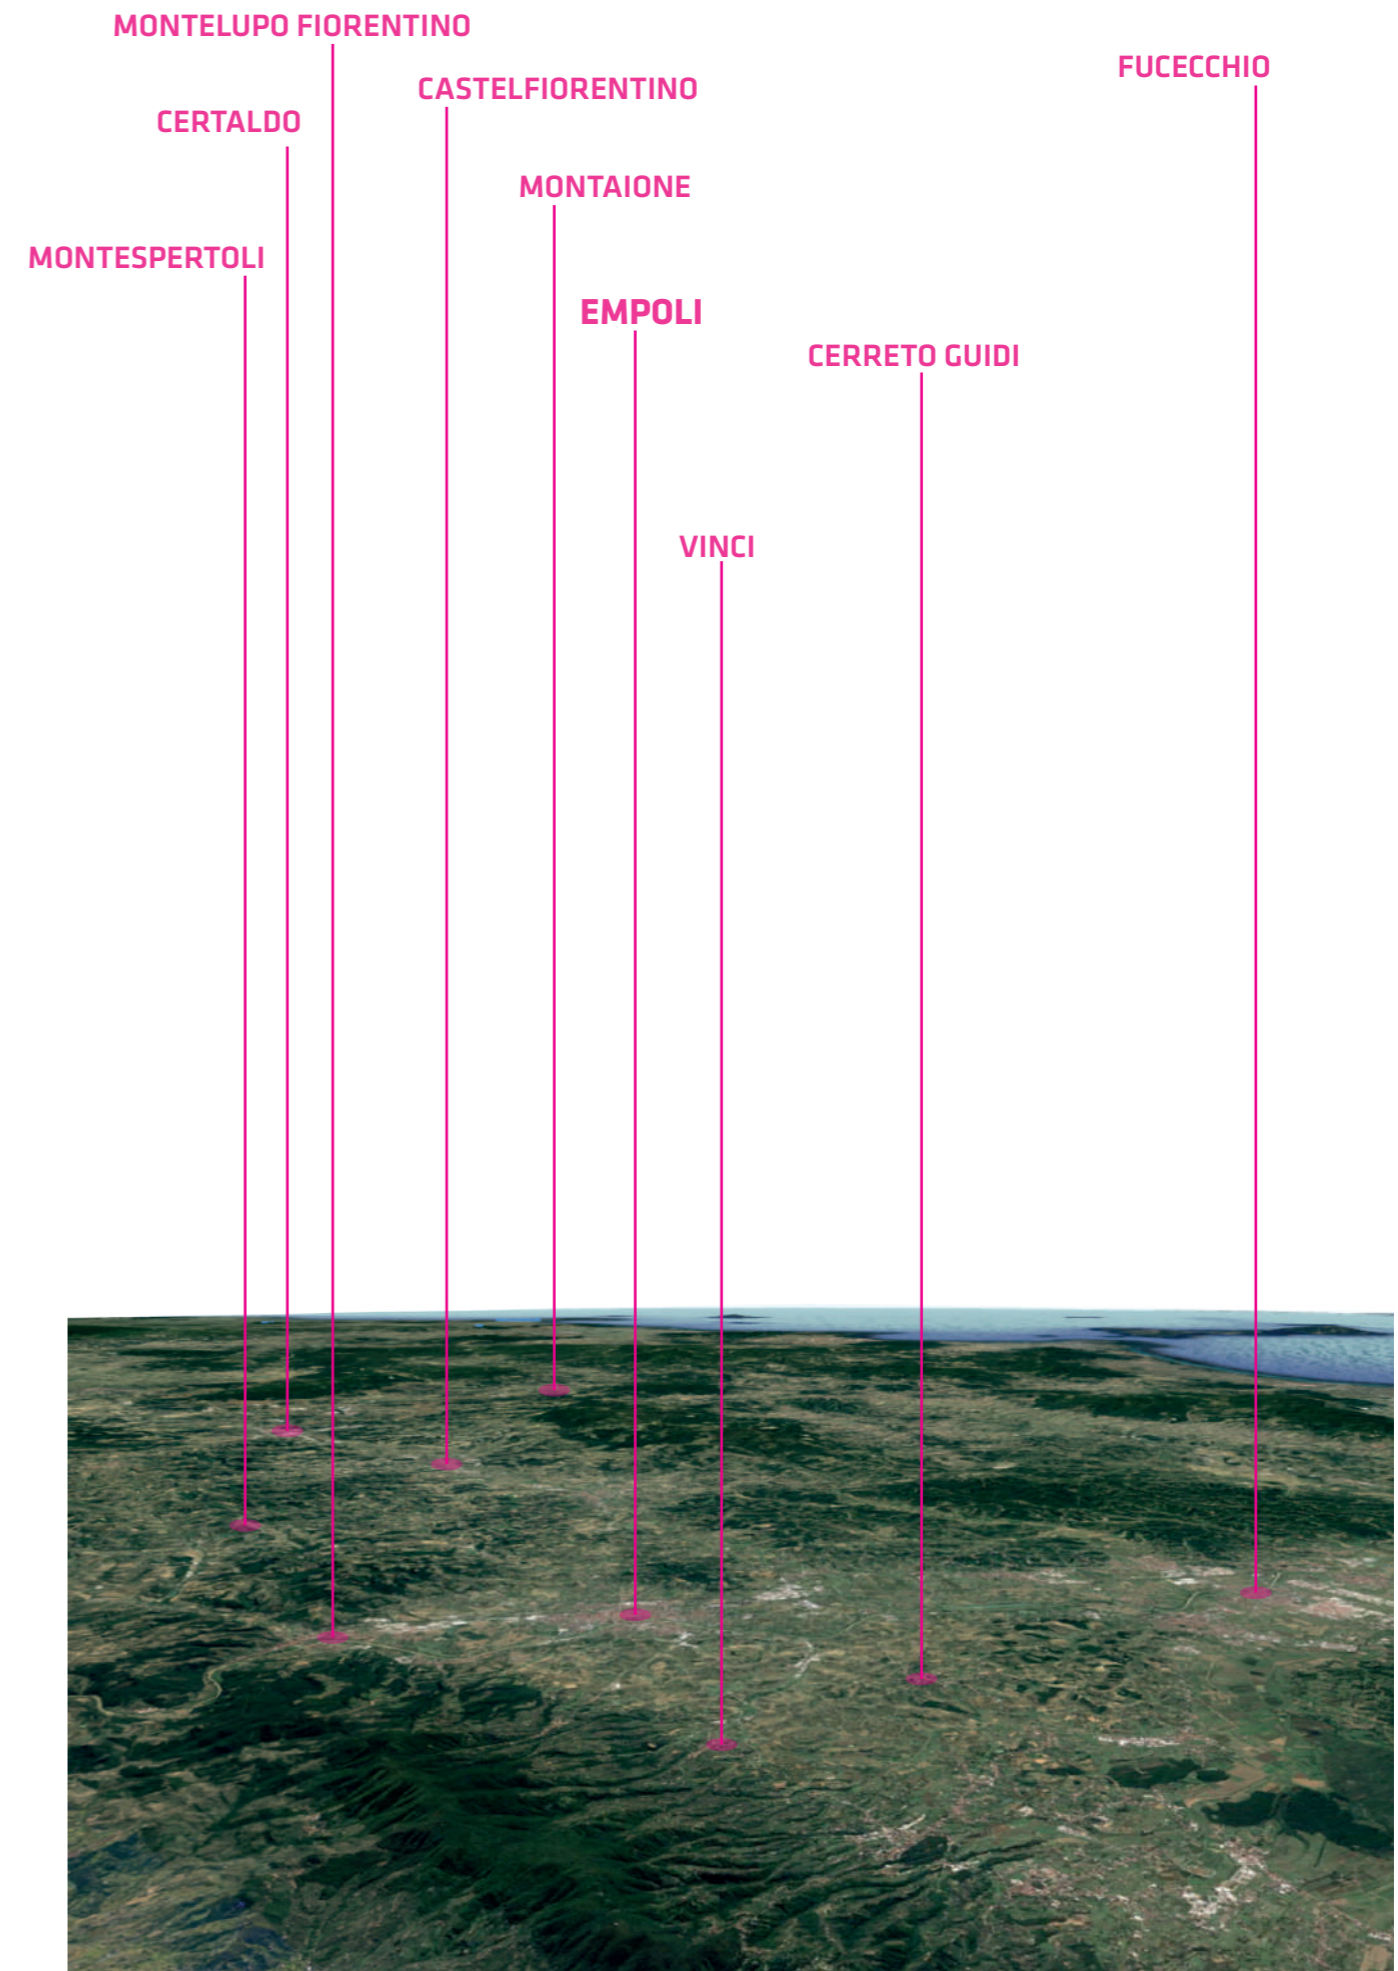 MONTELUPO FIORENTINO
FUCECCHIO
CASTELFIORENTINO
CERTALDO
MONTAIONE
MONTESPERTOLI
EMPOLI
CERRETO GUIDI
VINCI